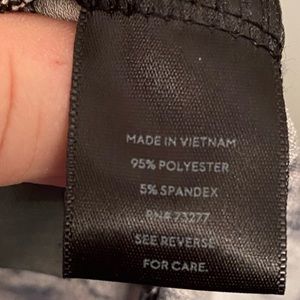 MADE IN VIETNAM
95% POLYESTER
5% SPANDEX
RN# 73277
SEE REVERSE
FOR CARE.